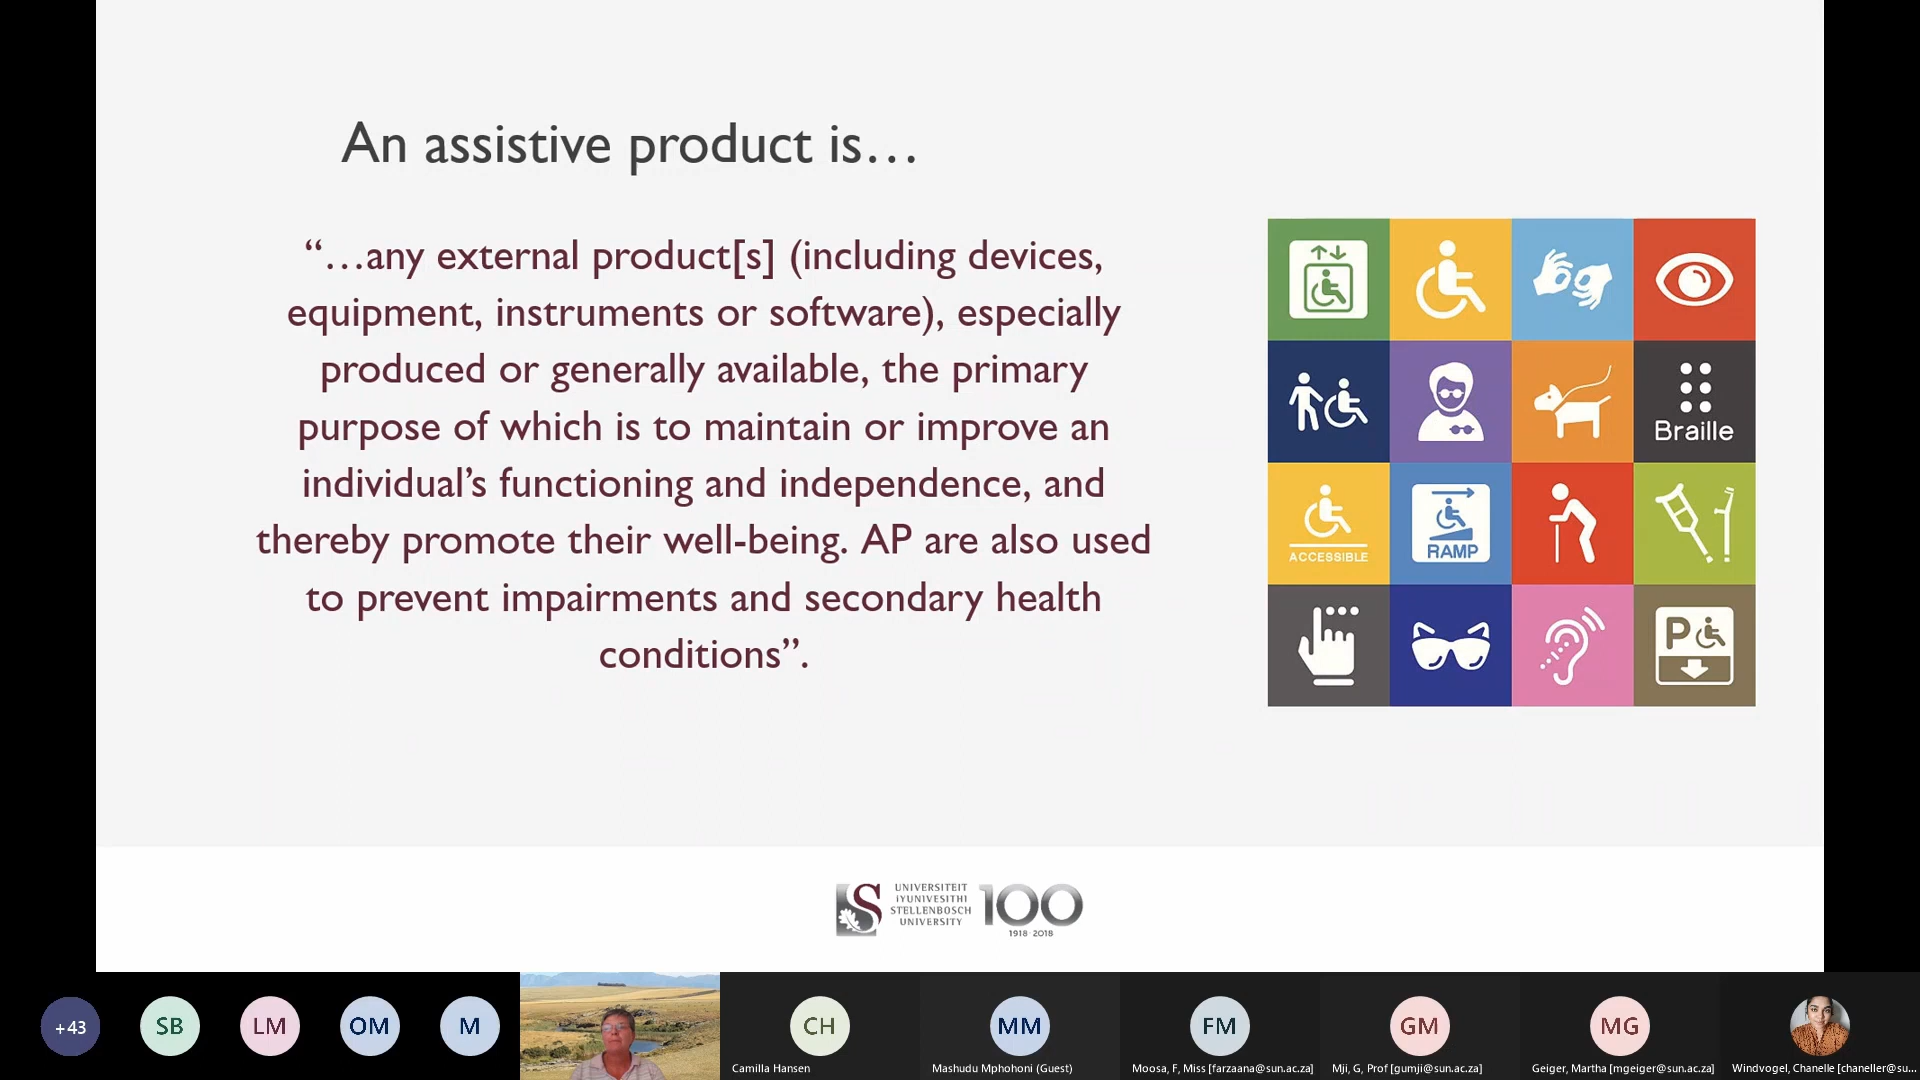 An assistive product is…
“…any external product[s] (including devices,
equipment, instruments or software), especially
produced or generally available, the primary
purpose of which is to maintain or improve an
individual’s functioning and independence, and
thereby promote their well-being. AP are also used
to prevent impairments and secondary health
conditions”.
Braille
ACCESSIBLE
RAMP
P
S
UNIVERSITEIT
iYUNIVESITHI
STELLENBOSCH
UNIVERSITY
100
1918·2018
+43
SB
LM
OM
M
CH
MM
FM
GM
MG
Camilla Hansen
Mashudu Mphohoni (Guest)
Moosa, F, Miss [farzaana@sun.ac.za]
Mji, G, Prof [gumji@sun.ac.za]
Geiger, Martha [mgeiger@sun.ac.za]
Windvogel, Chanelle [chaneller@su...